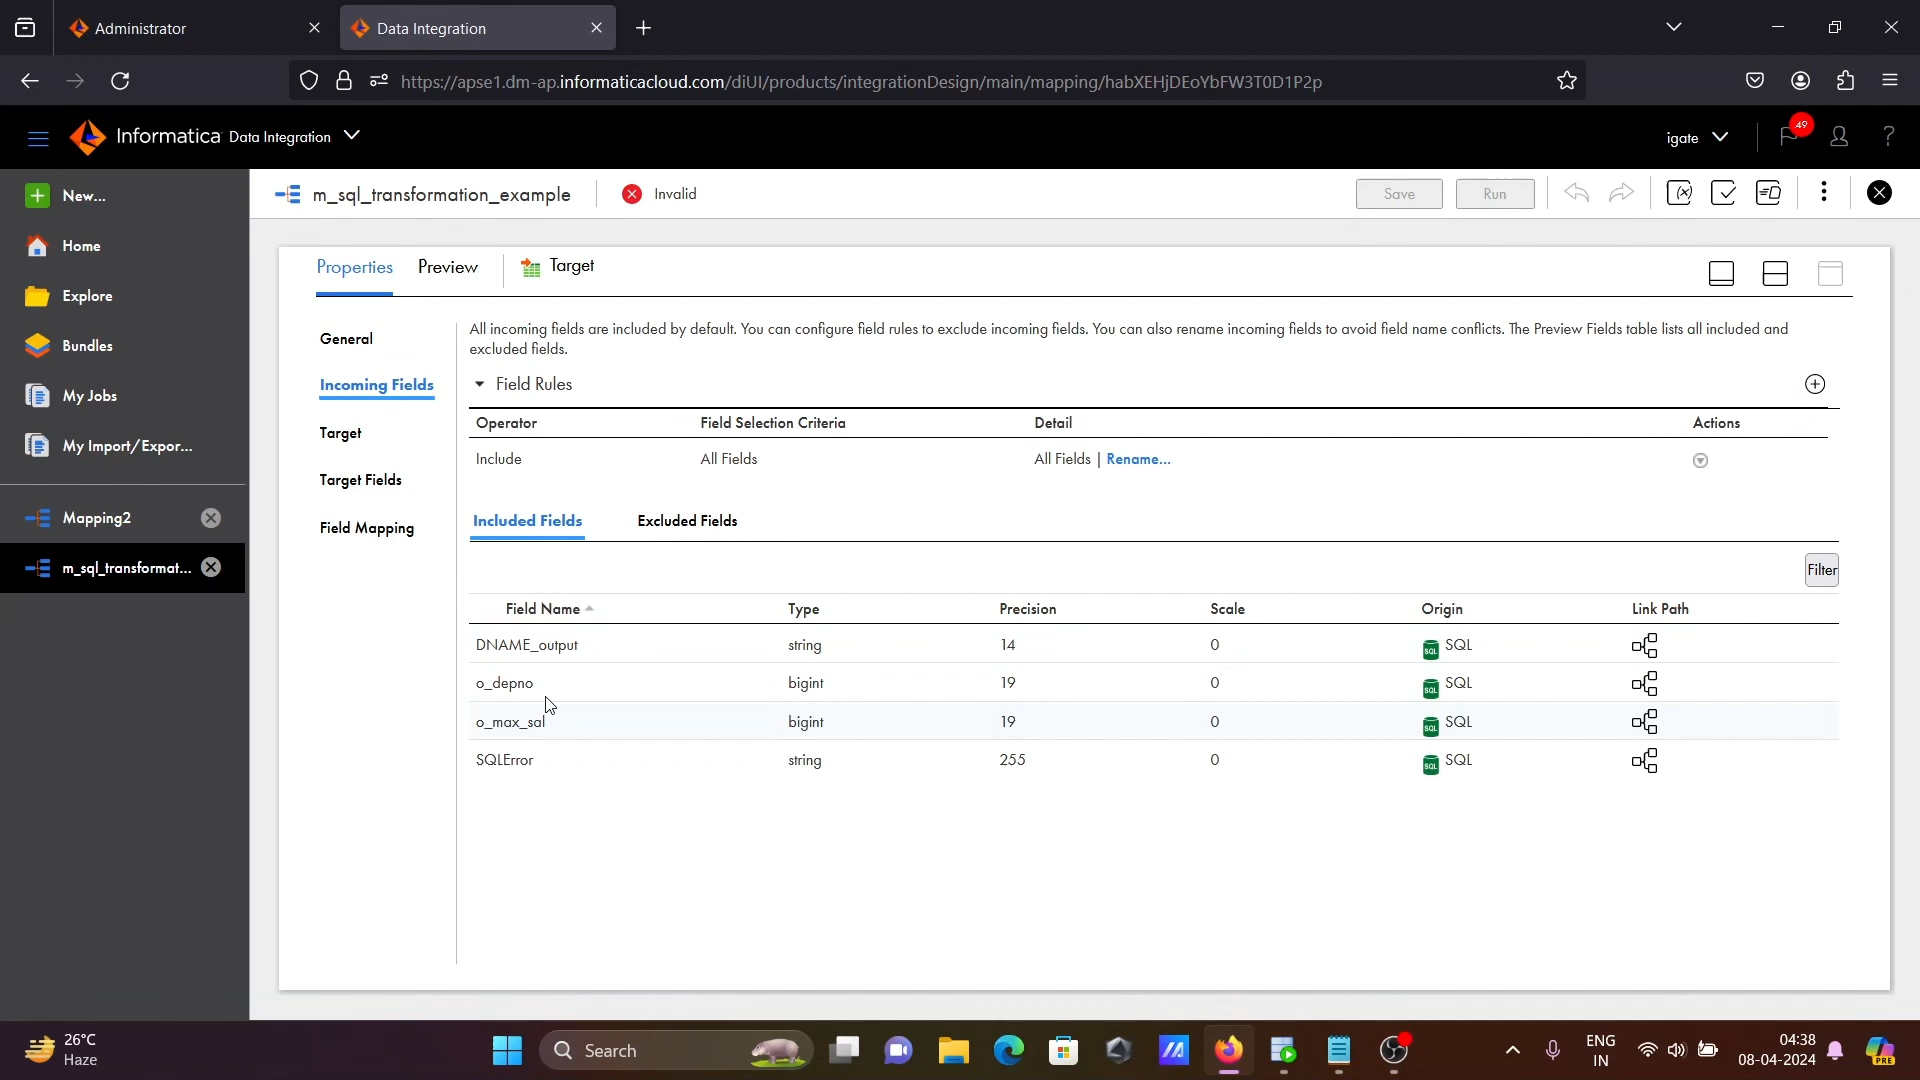 Administrator
Data Integration
https://apse1.dm-ap.informaticacloud.com/diUI/products/integrationDesign/main/mapping/habXEHjDEoYbFW3T0D1P2p
Informatica Data Integration
igate
49
?
New...
Home
Explore
Bundles
My Jobs
My Import/Expor...
Mapping2
m_sql_transformat...
m_sql_transformation_example
Invalid
Save
Run
Properties
Preview
Target
General
Incoming Fields
Target
Target Fields
Field Mapping
All incoming fields are included by default. You can configure field rules to exclude incoming fields. You can also rename incoming fields to avoid field name conflicts. The Preview Fields table lists all included and
excluded fields.
Field Rules
Operator Field Selection Criteria Detail Actions
Include All Fields All Fields | Rename...
Included Fields Excluded Fields
Filter
Field Name Type Precision Scale Origin Link Path
DNAME_output string 14 0 SQL SQL
o_depno bigint 19 0 SQL SQL
o_max_sal bigint 19 0 SQL SQL
SQLError string 255 0 SQL SQL
26°C
Haze
Search
ENG
IN
04:38
08-04-2024
PRE